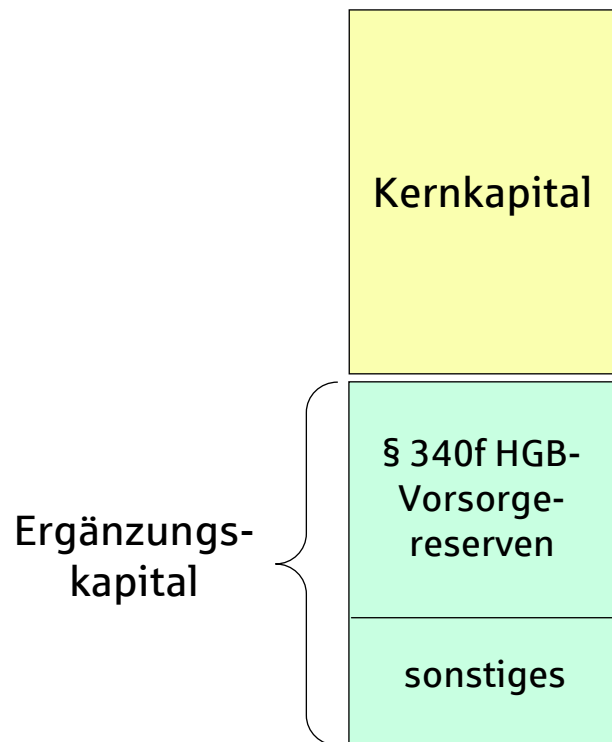 Kernkapital
§ 340f HGB-
Vorsorge-
reserven
Ergänzungs-
kapital
sonstiges